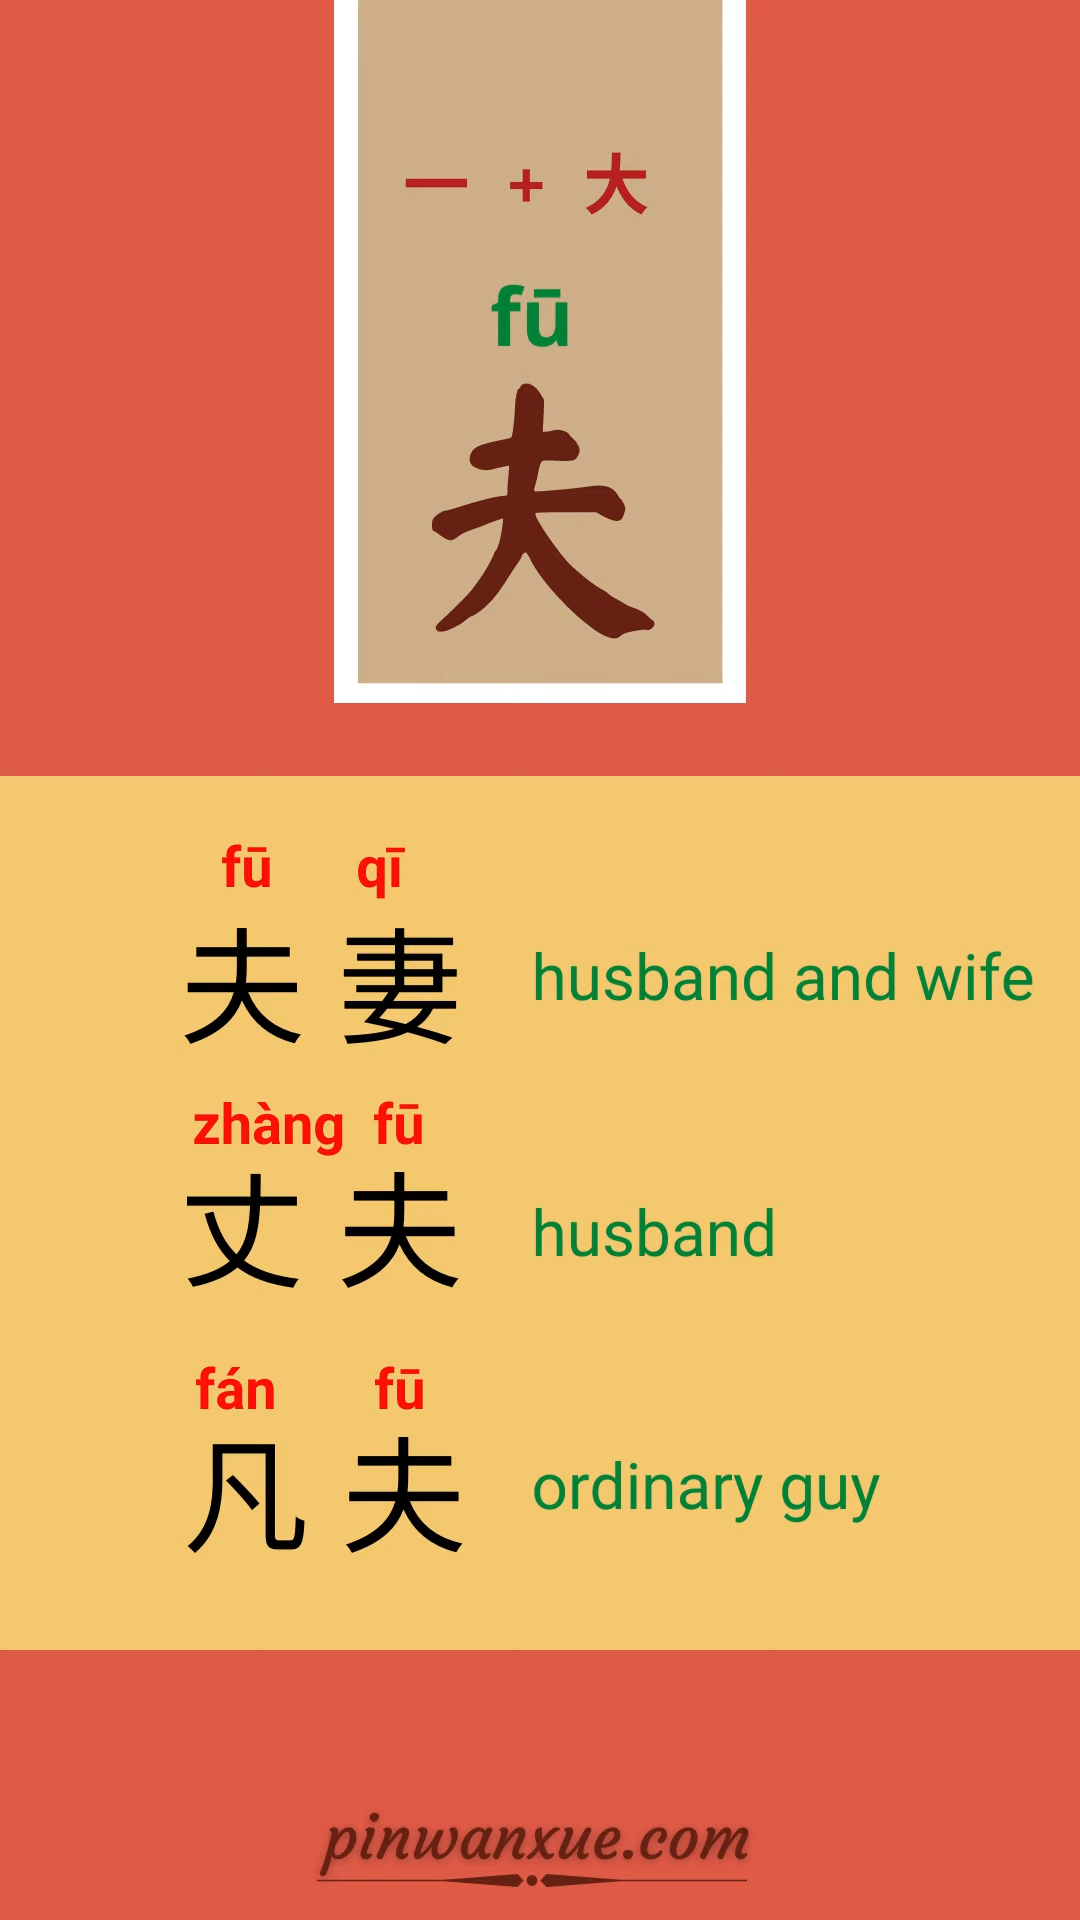 一 + 大
fū
夫
fū qī
夫妻 husband and wife
zhàng fū
丈夫 husband
fán fū
凡夫 ordinary guy
pinwanxue.com